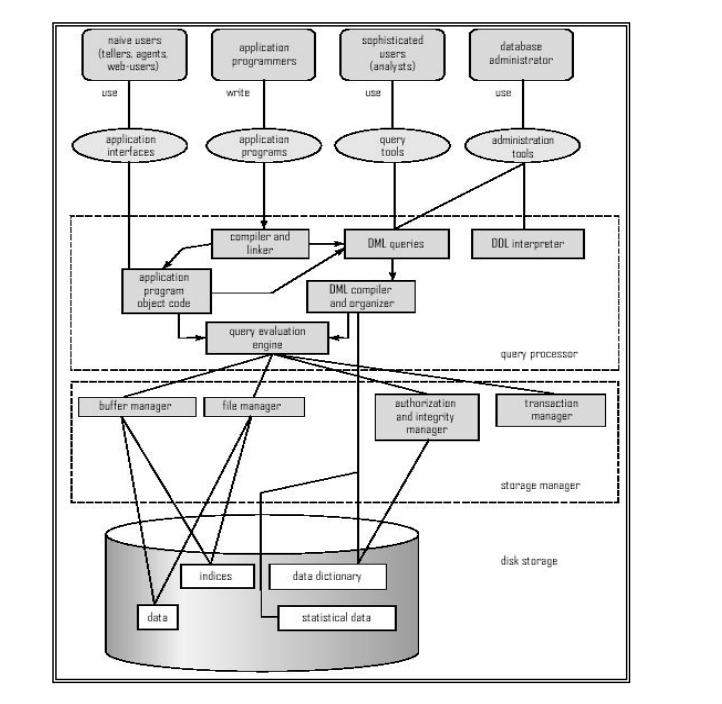 naive users
(tellers, agents,
web-users)
application
programmers
sophisticated
users
(analysts)
database
administrator
use
write
use
use
application
interfaces
application
programs
query
tools
administration
tools
compiler and
linker
DML queries
DDL interpreter
application
program
object code
DML compiler
and organizer
query evaluation
engine
query processor
buffer manager
file manager
authorization
and integrity
manager
transaction
manager
storage manager
disk storage
indices
data dictionary
data
statistical data